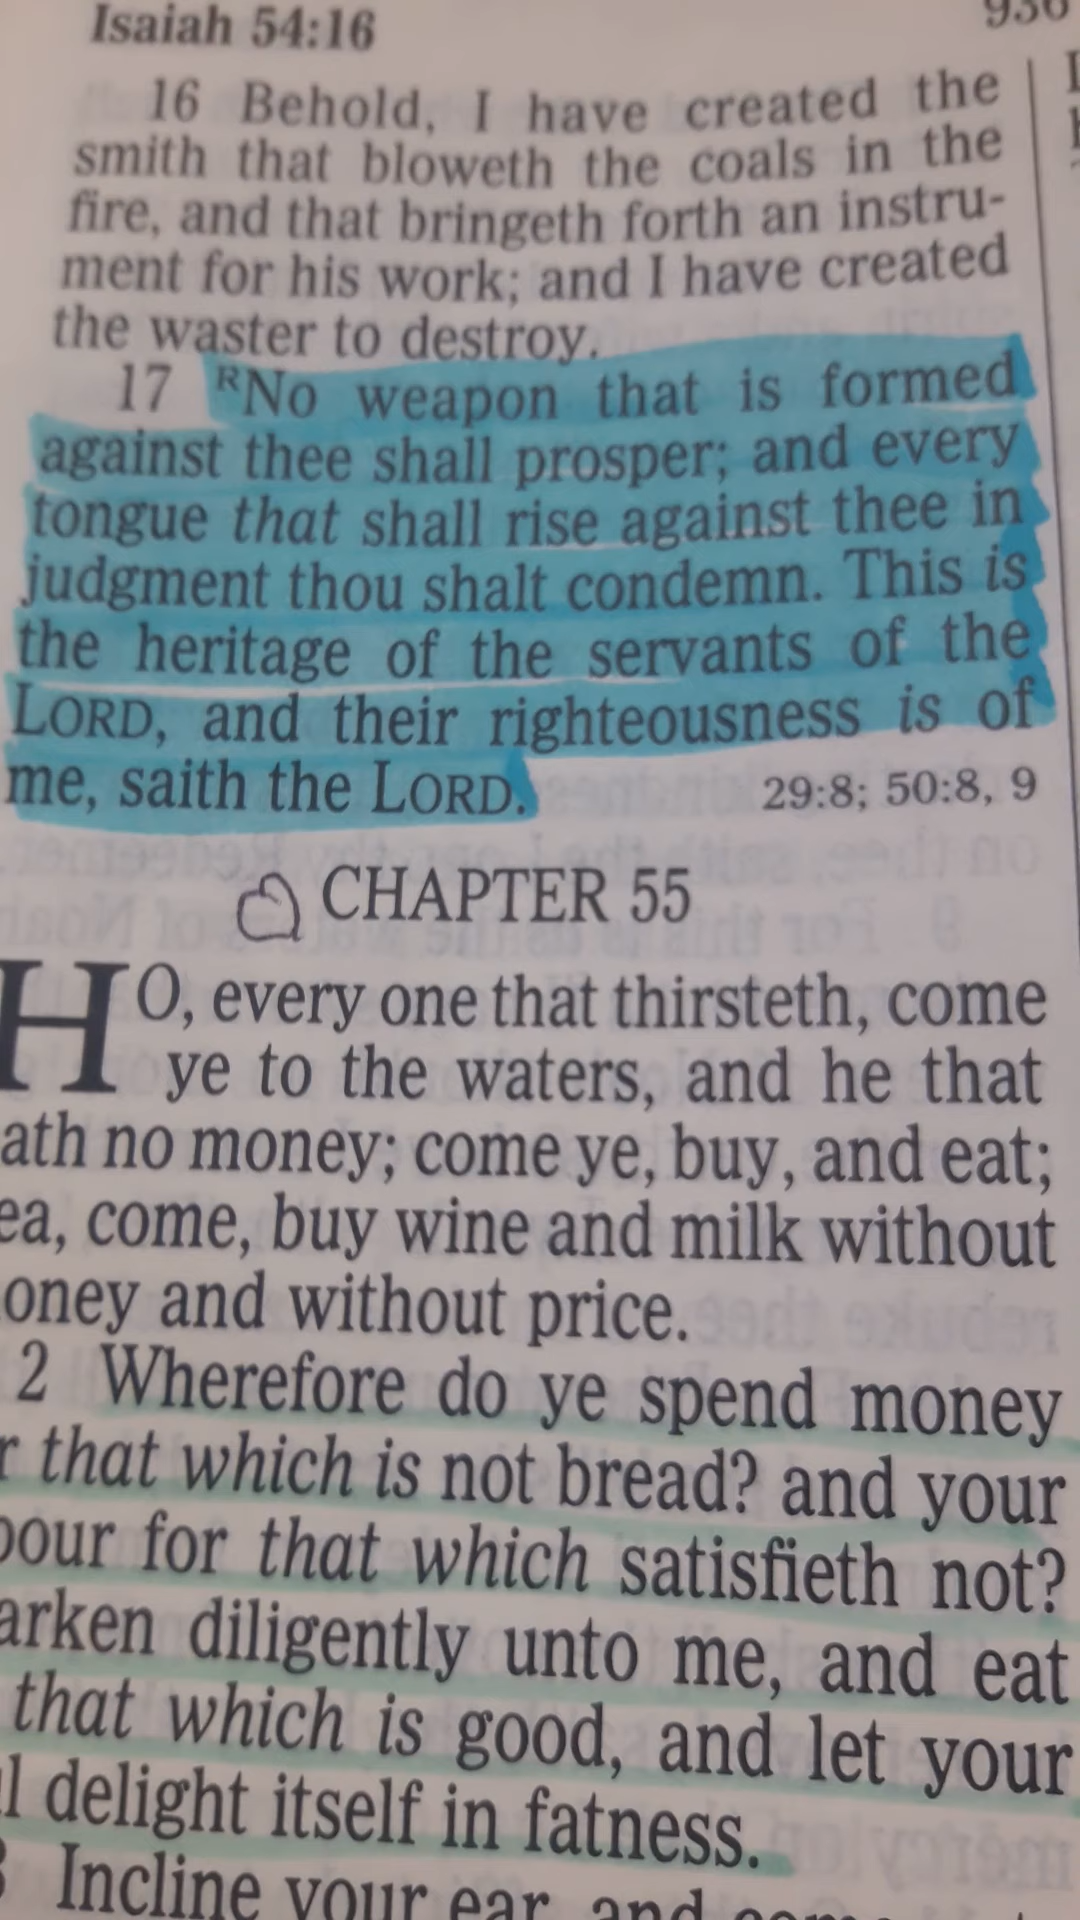 Isaiah 54:16
936
16 Behold, I have created the
smith that bloweth the coals in the
fire, and that bringeth forth an instru-
ment for his work; and I have created
the waster to destroy.
17 ᴿNo weapon that is formed
against thee shall prosper; and every
tongue that shall rise against thee in
judgment thou shalt condemn. This is
the heritage of the servants of the
LORD, and their righteousness is of
me, saith the LORD. 29:8; 50:8, 9
CHAPTER 55
HO, every one that thirsteth, come
ye to the waters, and he that
ath no money; come ye, buy, and eat;
ea, come, buy wine and milk without
oney and without price.
2 Wherefore do ye spend money
r that which is not bread? and your
bour for that which satisfieth not?
arken diligently unto me, and eat
that which is good, and let your
l delight itself in fatness.
3 Incline your ear, and